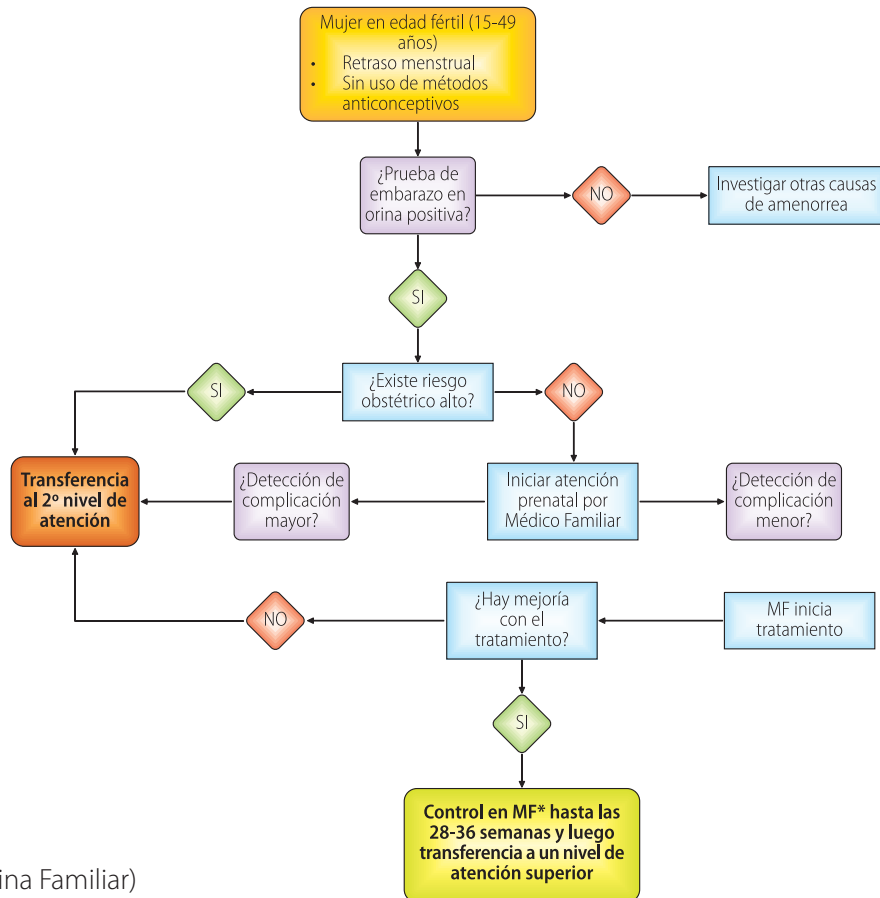 Mujer en edad fértil (15-49
años)
• Retraso menstrual
• Sin uso de métodos
anticonceptivos
¿Prueba de
embarazo en
orina positiva?
NO
Investigar otras causas
de amenorrea
SI
SI
¿Existe riesgo
obstétrico alto?
NO
Transferencia
al 2º nivel de
atención
¿Detección de
complicación
mayor?
Iniciar atención
prenatal por
Médico Familiar
¿Detección de
complicación
menor?
NO
¿Hay mejoría
con el
tratamiento?
MF inicia
tratamiento
SI
Control en MF* hasta las
28-36 semanas y luego
transferencia a un nivel de
atención superior
ina Familiar)